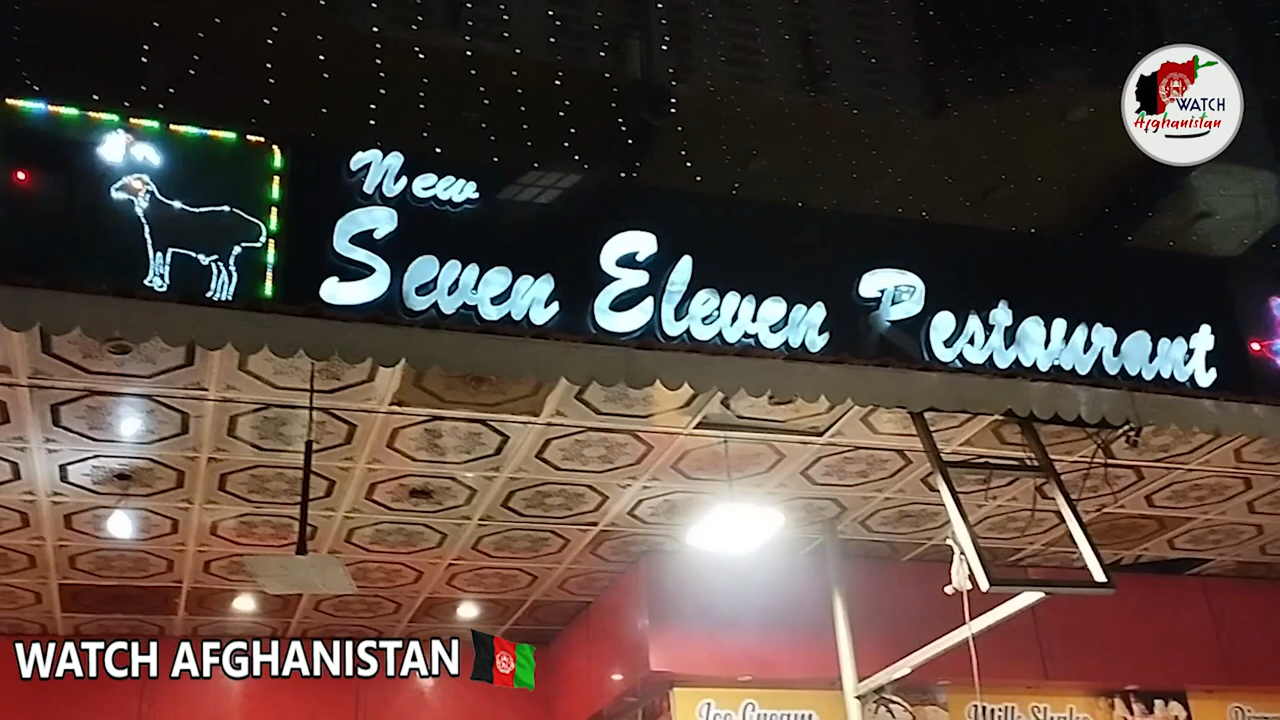 WATCH
Afghanistan
New
Seven Eleven Restaurant
WATCH AFGHANISTAN
Ice Cream
Milk Shake